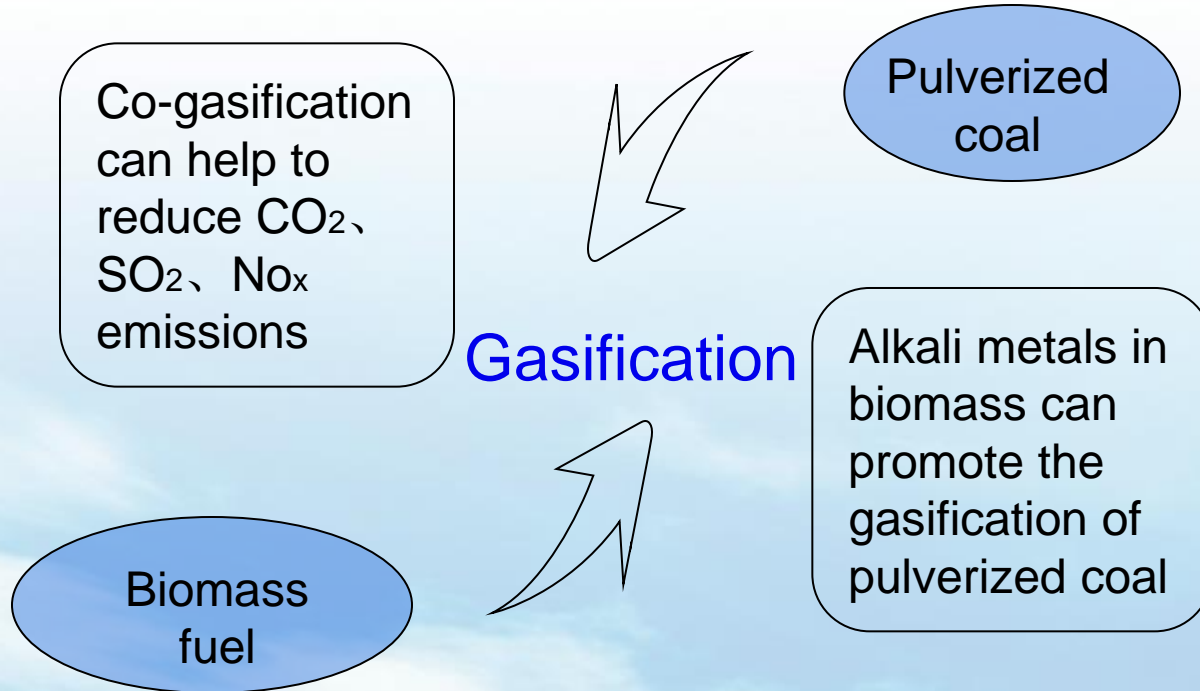 Co-gasification
can help to
reduce CO2、
SO2、Nox
emissions
Pulverized
coal
Gasification
Alkali metals in
biomass can
promote the
gasification of
pulverized coal
Biomass
fuel